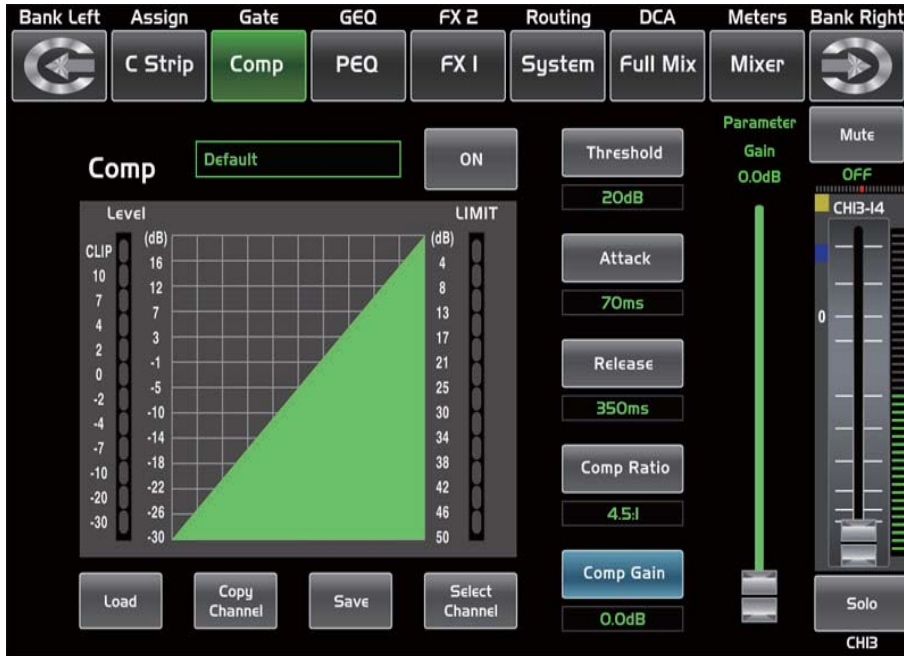 Bank Left Assign Gate GEQ FX 2 Routing DCA Meters Bank Right
C Strip Comp PEQ FX 1 System Full Mix Mixer
Comp Default ON
Level LIMIT
(dB) (dB)
CLIP 16 4
10 12 8
7 7 13
4 3 17
2 -1 21
0 -5 25
-2 -10 30
-4 -14 34
-7 -18 38
-10 -22 42
-20 -26 46
-30 -30 50
Load
Copy
Channel
Save
Select
Channel
Threshold
20dB
Attack
70ms
Release
350ms
Comp Ratio
4.5:1
Comp Gain
0.0dB
Parameter
Gain
0.0dB
Mute
OFF
CH13-14
0
Solo
CH13